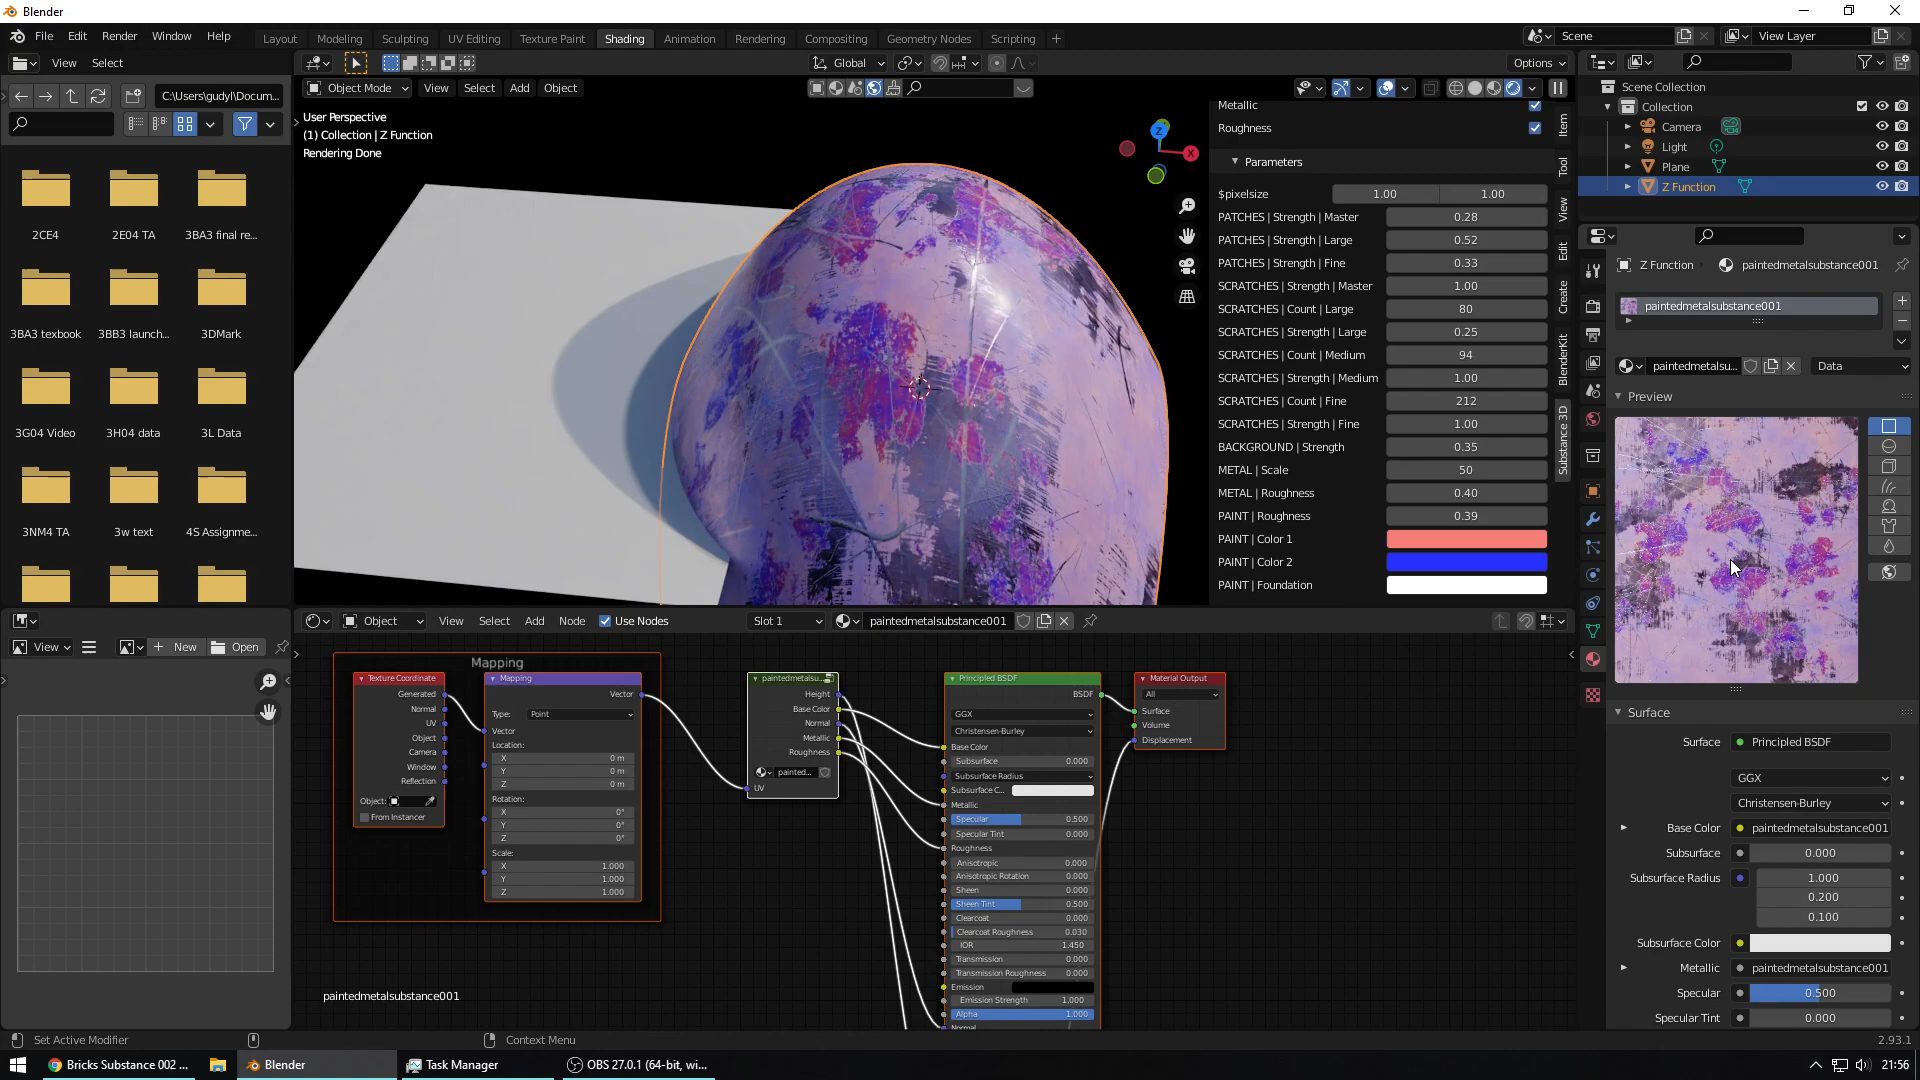 Blender
File Edit Render Window Help
Layout Modeling Sculpting UV Editing Texture Paint Shading Animation Rendering Compositing Geometry Nodes Scripting +
Scene
View Layer
View Select
Global
Options
C:\Users\gudyl\Docum...
Object Mode View Select Add Object
User Perspective
(1) Collection | Z Function
Rendering Done
Z
X
2CE4
2E04 TA
3BA3 final re...
3BA3 texbook
3BB3 launch...
3DMark
3G04 Video
3H04 data
3L Data
3NM4 TA
3w text
4S Assignme...
Metallic
Roughness
Parameters
$pixelsize 1.00 1.00
PATCHES | Strength | Master 0.28
PATCHES | Strength | Large 0.52
PATCHES | Strength | Fine 0.33
SCRATCHES | Strength | Master 1.00
SCRATCHES | Count | Large 80
SCRATCHES | Strength | Large 0.25
SCRATCHES | Count | Medium 94
SCRATCHES | Strength | Medium 1.00
SCRATCHES | Count | Fine 212
SCRATCHES | Strength | Fine 1.00
BACKGROUND | Strength 0.35
METAL | Scale 50
METAL | Roughness 0.40
PAINT | Roughness 0.39
PAINT | Color 1
PAINT | Color 2
PAINT | Foundation
Item
Tool
View
Edit
Create
BlenderKit
Substance 3D
Scene Collection
Collection
Camera
Light
Plane
Z Function
Z Function paintedmetalsubstance001
paintedmetalsubstance001
paintedmetalsu...
Data
Preview
Surface
Surface Principled BSDF
GGX
Christensen-Burley
Base Color paintedmetalsubstance001
Subsurface 0.000
Subsurface Radius 1.000
0.200
0.100
Subsurface Color
Metallic paintedmetalsubstance001
Specular 0.500
Specular Tint 0.000
View New Open
Object View Select Add Node Use Nodes Slot 1 paintedmetalsubstance001
Mapping
Texture Coordinate
Generated
Normal
UV
Object
Camera
Window
Reflection
Object:
From Instancer
Mapping
Vector
Type: Point
Vector
Location:
X 0 m
Y 0 m
Z 0 m
Rotation:
X 0°
Y 0°
Z 0°
Scale:
X 1.000
Y 1.000
Z 1.000
paintedmetalsu...
Height
Base Color
Normal
Metallic
Roughness
painted...
UV
Principled BSDF
BSDF
GGX
Christensen-Burley
Base Color
Subsurface 0.000
Subsurface Radius
Subsurface C...
Metallic
Specular 0.500
Specular Tint 0.000
Roughness
Anisotropic 0.000
Anisotropic Rotation 0.000
Sheen 0.000
Sheen Tint 0.500
Clearcoat 0.000
Clearcoat Roughness 0.030
IOR 1.450
Transmission 0.000
Transmission Roughness 0.000
Emission
Emission Strength 1.000
Alpha 1.000
Normal
Material Output
All
Surface
Volume
Displacement
paintedmetalsubstance001
Set Active Modifier
Context Menu
2.93.1
Bricks Substance 002 ...
Blender
Task Manager
OBS 27.0.1 (64-bit, wi...
21:56